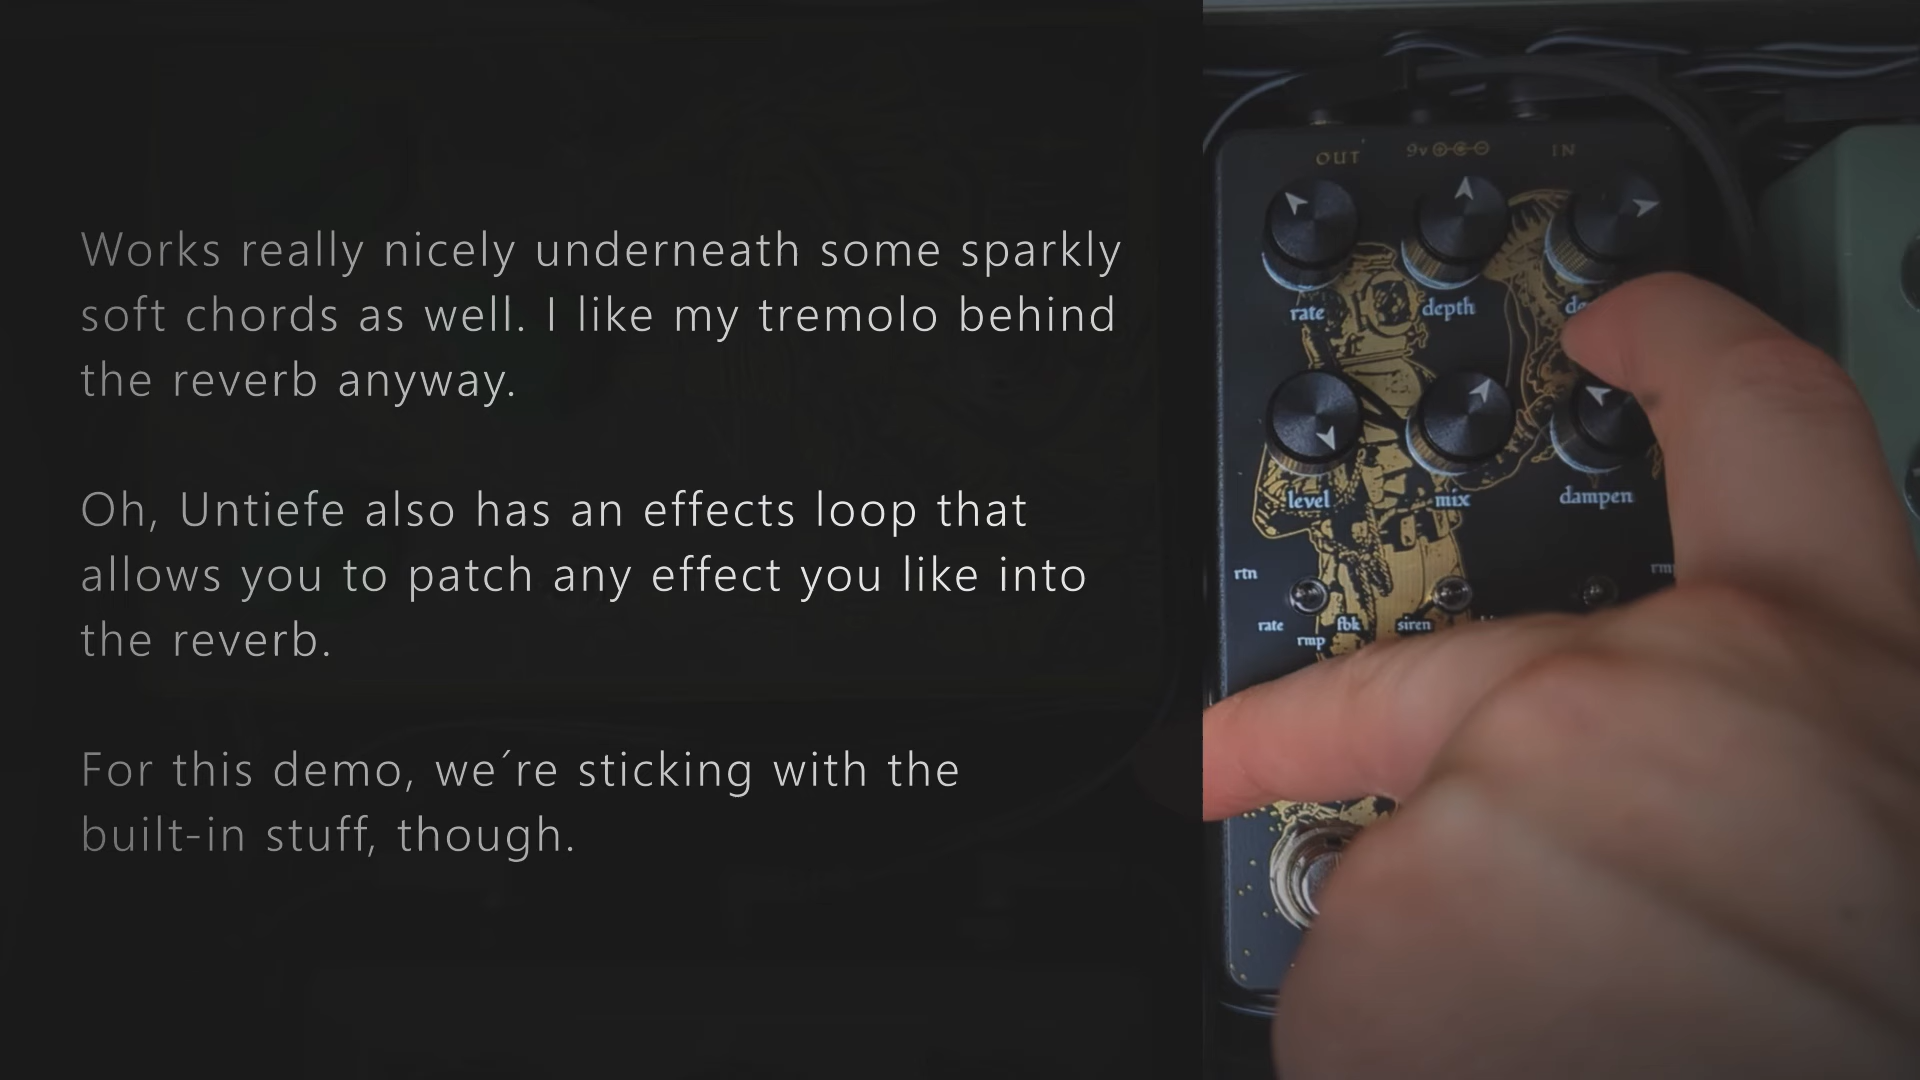 Works really nicely underneath some sparkly
soft chords as well. I like my tremolo behind
the reverb anyway.
Oh, Untiefe also has an effects loop that
allows you to patch any effect you like into
the reverb.
For this demo, we´re sticking with the
built-in stuff, though.
OUT 9v IN
rate depth
level mix dampen
rtn
rate fbk siren
rmp